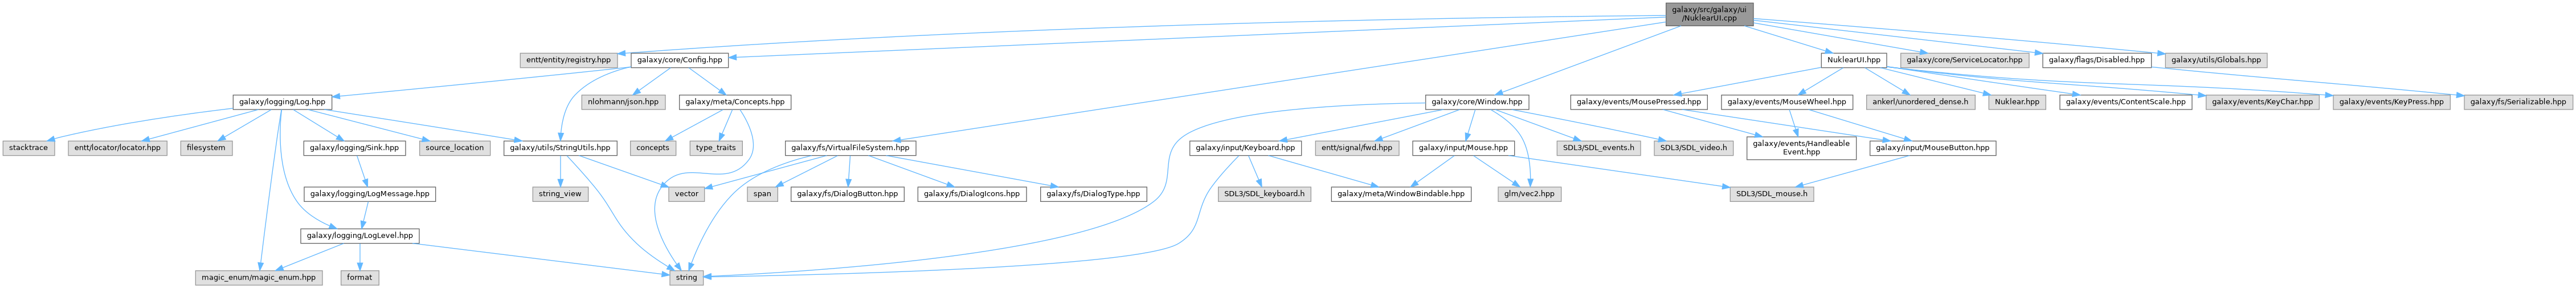 galaxy/src/galaxy/ui
/NuklearUI.cpp
entt/entity/registry.hpp
galaxy/core/Config.hpp
NuklearUI.hpp
galaxy/core/ServiceLocator.hpp
galaxy/flags/Disabled.hpp
galaxy/utils/Globals.hpp
galaxy/logging/Log.hpp
nlohmann/json.hpp
galaxy/meta/Concepts.hpp
galaxy/core/Window.hpp
galaxy/events/MousePressed.hpp
galaxy/events/MouseWheel.hpp
ankerl/unordered_dense.h
Nuklear.hpp
galaxy/events/ContentScale.hpp
galaxy/events/KeyChar.hpp
galaxy/events/KeyPress.hpp
galaxy/fs/Serializable.hpp
stacktrace
entt/locator/locator.hpp
filesystem
galaxy/logging/Sink.hpp
source_location
galaxy/utils/StringUtils.hpp
concepts
type_traits
galaxy/fs/VirtualFileSystem.hpp
galaxy/input/Keyboard.hpp
entt/signal/fwd.hpp
galaxy/input/Mouse.hpp
SDL3/SDL_events.h
SDL3/SDL_video.h
galaxy/events/Handleable
Event.hpp
galaxy/input/MouseButton.hpp
galaxy/logging/LogMessage.hpp
string_view
vector
span
galaxy/fs/DialogButton.hpp
galaxy/fs/DialogIcons.hpp
galaxy/fs/DialogType.hpp
SDL3/SDL_keyboard.h
galaxy/meta/WindowBindable.hpp
glm/vec2.hpp
SDL3/SDL_mouse.h
galaxy/logging/LogLevel.hpp
magic_enum/magic_enum.hpp
format
string